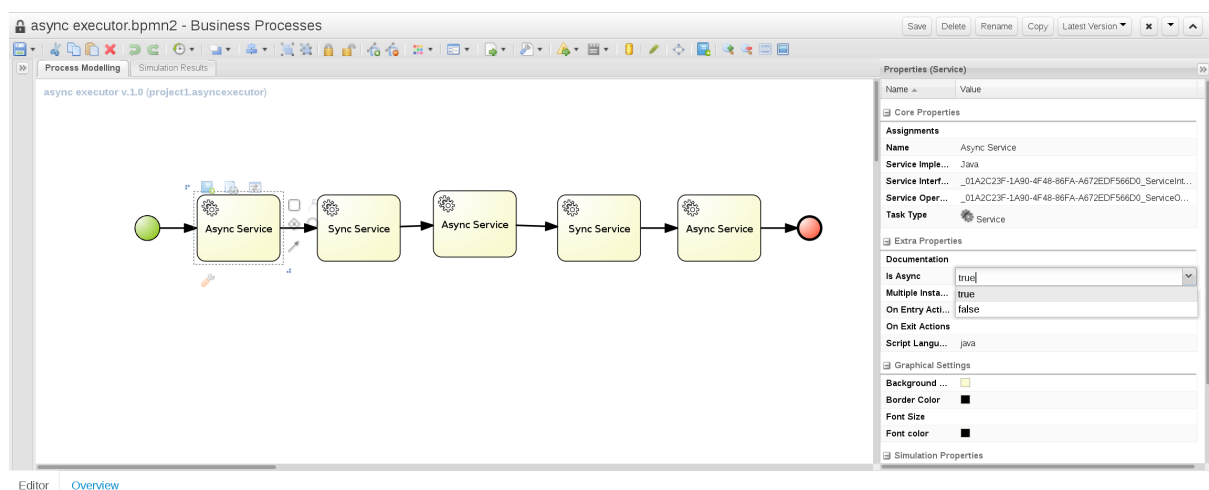 async executor.bpmn2 - Business Processes
Save Delete Rename Copy Latest Version
Process Modelling Simulation Results
async executor v.1.0 (project1.asyncexecutor)
Async Service
Sync Service
Async Service
Sync Service
Async Service
Properties (Service)
Name Value
Core Properties
Assignments
Name Async Service
Service Imple... Java
Service Interf... _01A2C23F-1A90-4F48-86FA-A672EDF566D0_ServiceInt...
Service Oper... _01A2C23F-1A90-4F48-86FA-A672EDF566D0_ServiceO...
Task Type Service
Extra Properties
Documentation
Is Async true
Multiple Insta... true
On Entry Acti... false
On Exit Actions
Script Langu... java
Graphical Settings
Background ...
Border Color
Font Size
Font color
Simulation Properties
Editor Overview